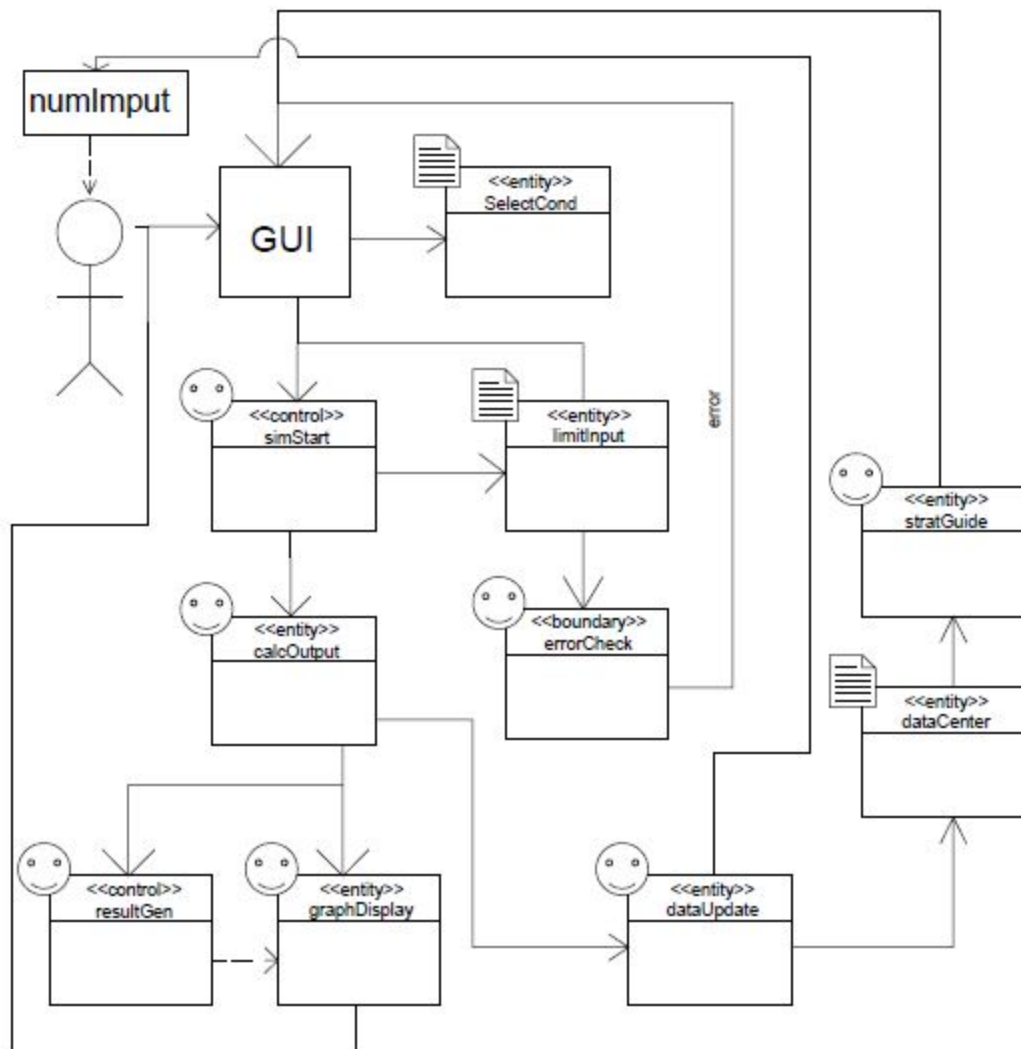 numImput
GUI
<<entity>>
SelectCond
<<control>>
simStart
<<entity>>
limitInput
error
<<entity>>
stratGuide
<<entity>>
calcOutput
<<boundary>>
errorCheck
<<entity>>
dataCenter
<<control>>
resultGen
<<entity>>
graphDisplay
<<entity>>
dataUpdate